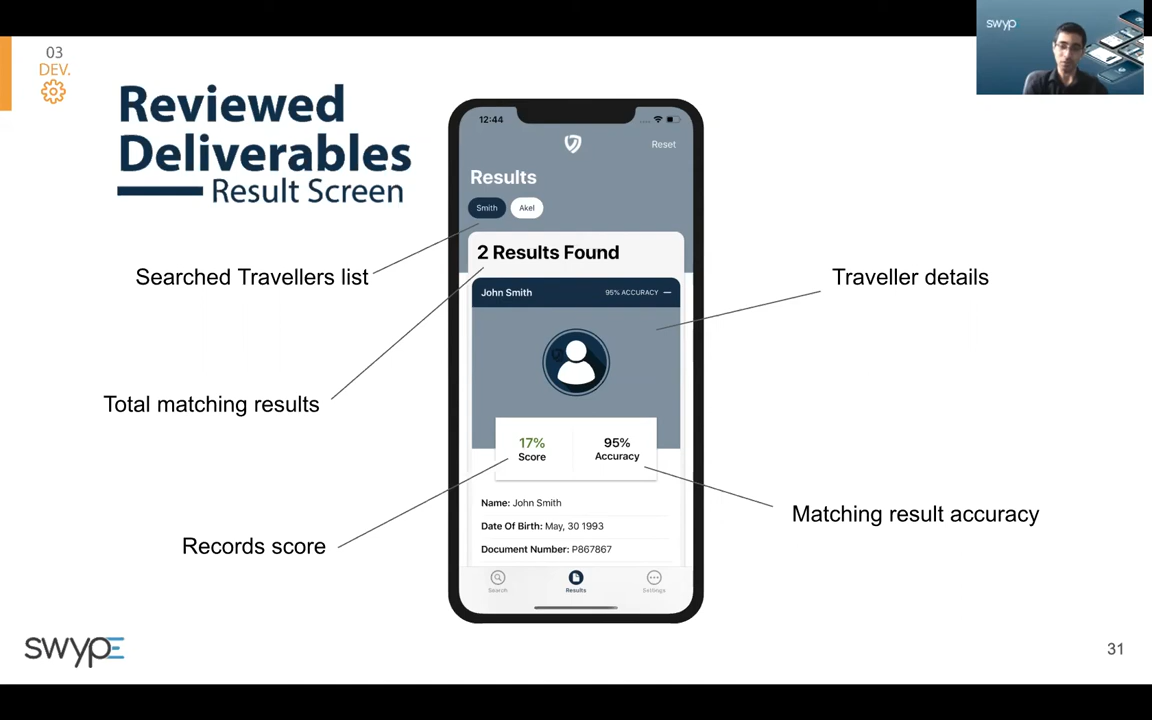 swyp
03
DEV.
Reviewed
Deliverables
Result Screen
12:44
Reset
Results
Smith
Akel
2 Results Found
Searched Travellers list
Traveller details
John Smith
95% ACCURACY
Total matching results
17%
Score
95%
Accuracy
Name: John Smith
Matching result accuracy
Date Of Birth: May, 30 1993
Records score
Document Number: P867867
Search
Results
Settings
swype
31